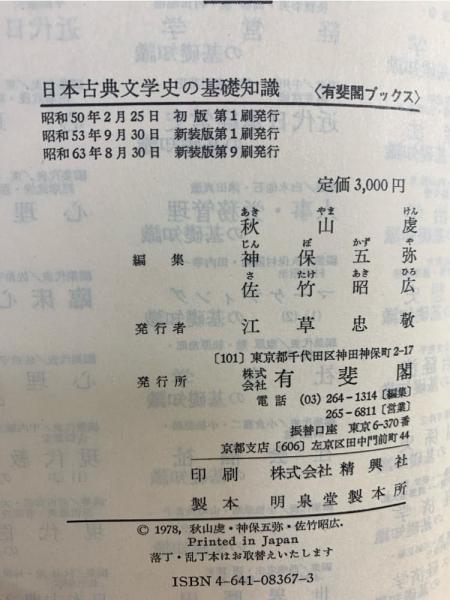 日本古典文学史の基礎知識 〈有斐閣ブックス〉
昭和50年2月25日 初版第1刷発行
昭和53年9月30日 新装版第1刷発行
昭和63年8月30日 新装版第9刷発行
定価3,000円
あき やま けん
秋山虔
じん ぼ かず や
編集 神保五弥
さ たけ あき ひろ
佐竹昭広
発行者 江草忠敬
〔101〕東京都千代田区神田神保町2-17
発行所 株式会社 有斐閣
電話 (03) 264-1314〔編集〕
265-6811〔営業〕
振替口座 東京6-370番
京都支店〔606〕左京区田中門前町44
印刷 株式会社精興社
製本 明泉堂製本所
© 1978, 秋山虔・神保五弥・佐竹昭広.
Printed in Japan
落丁・乱丁本はお取替えいたします
ISBN 4-641-08367-3